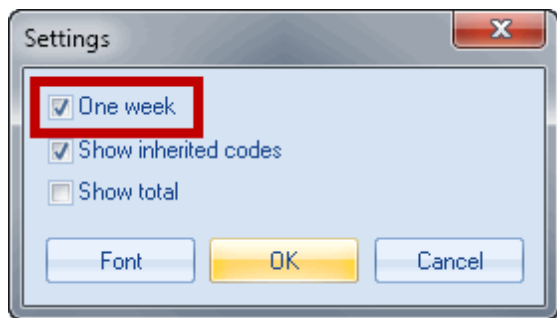 Settings
One week
Show inherited codes
Show total
Font OK Cancel